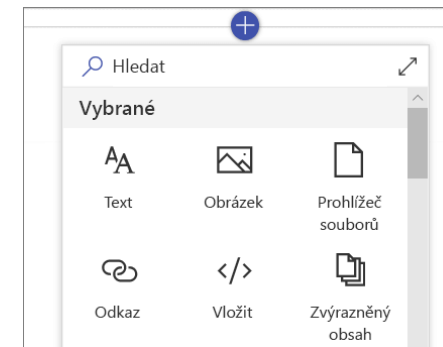 Hledat
Vybrané
Text Obrázek Prohlížeč
souborů
Odkaz Vložit Zvýrazněný
obsah